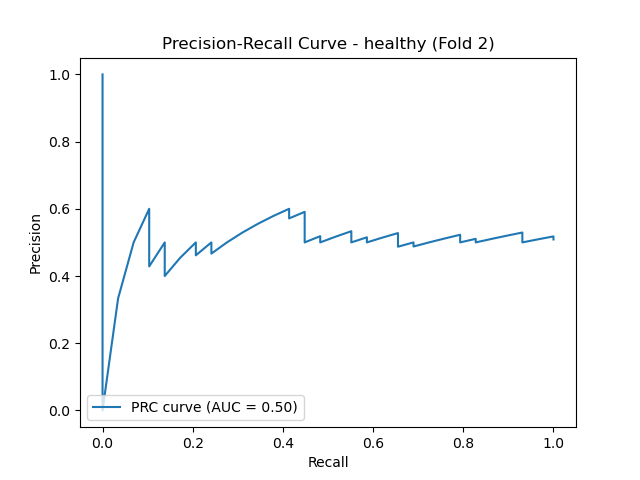 Precision-Recall Curve - healthy (Fold 2)
1.0
0.8
0.6
0.4
0.2
0.0
Precision
PRC curve (AUC = 0.50)
0.0 0.2 0.4 0.6 0.8 1.0
Recall